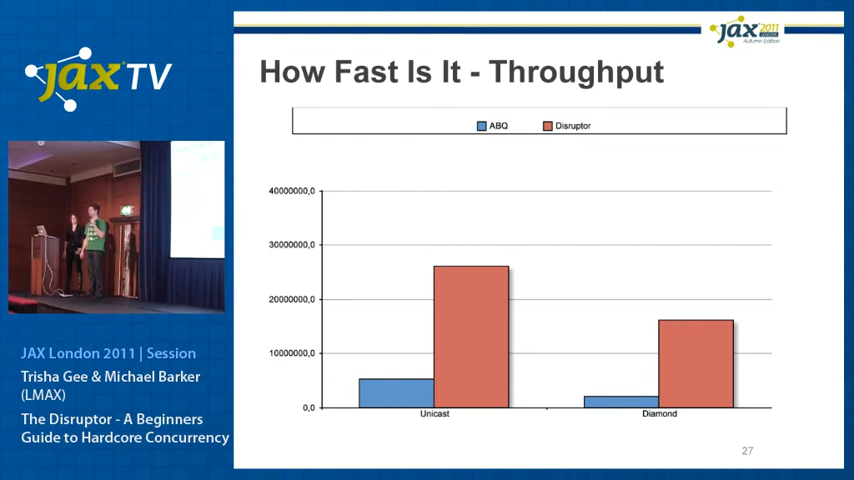 jax TV
JAX London 2011 | Session
Trisha Gee & Michael Barker
(LMAX)
The Disruptor - A Beginners
Guide to Hardcore Concurrency
jax 2011
LONDON
Autumn Edition
How Fast Is It - Throughput
ABQ Disruptor
40000000,0
30000000,0
20000000,0
10000000,0
0,0
Unicast Diamond
27